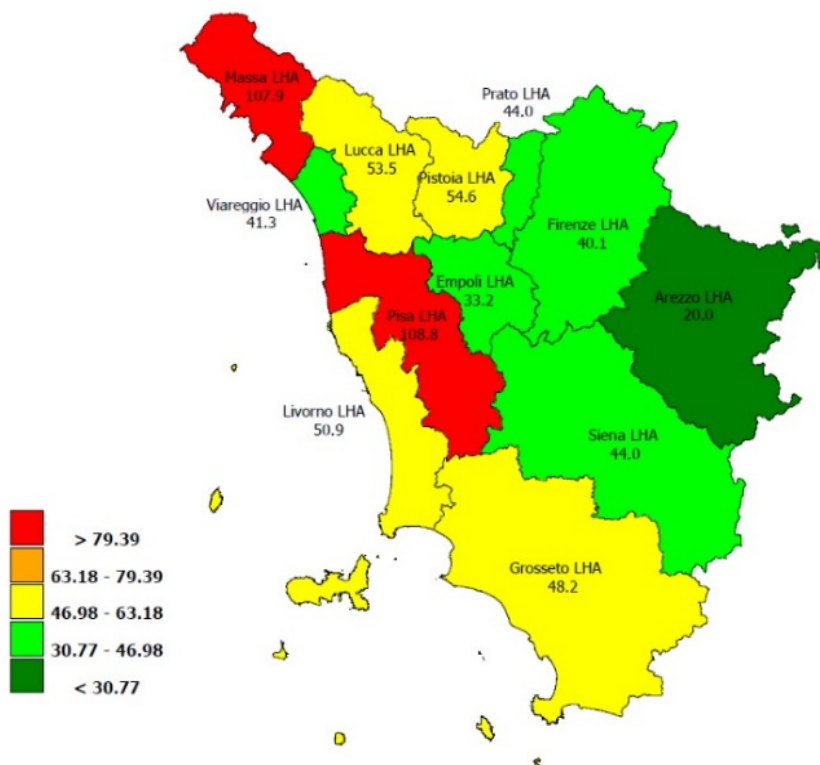 Massa LHA
107.9
Prato LHA
44.0
Lucca LHA
53.5
Pistoia LHA
54.6
Viareggio LHA
41.3
Firenze LHA
40.1
Empoli LHA
33.2
Arezzo LHA
20.0
Pisa LHA
108.8
Livorno LHA
50.9
Siena LHA
44.0
Grosseto LHA
48.2
> 79.39
63.18 - 79.39
46.98 - 63.18
30.77 - 46.98
< 30.77